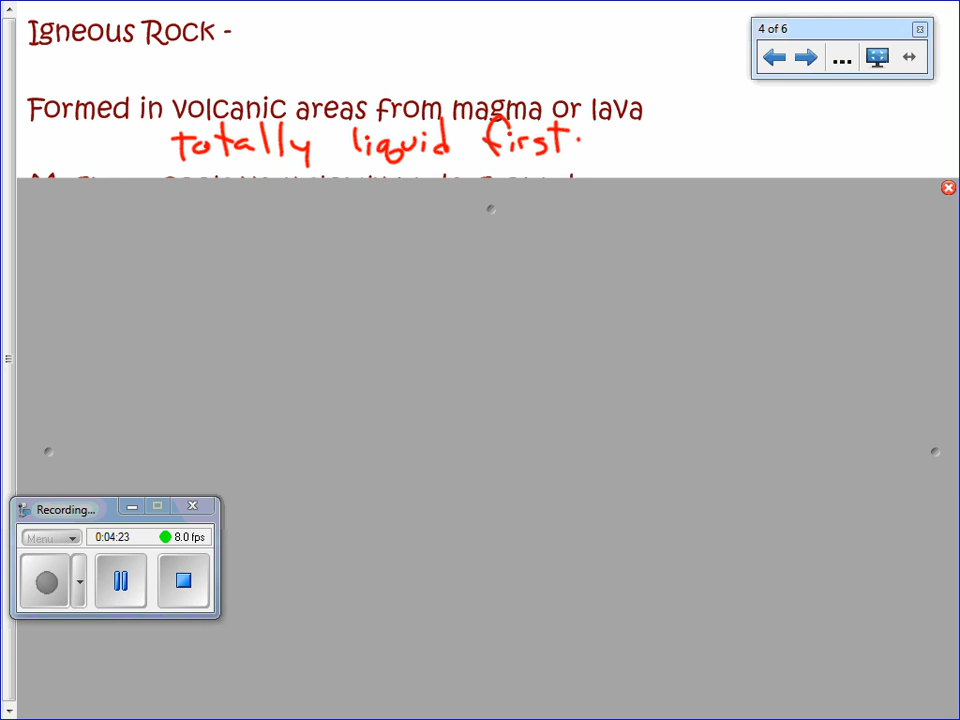 Igneous Rock -
4 of 6
Formed in volcanic areas from magma or lava
totally liquid first.
Recording...
Menu
0:04:23
8.0 fps